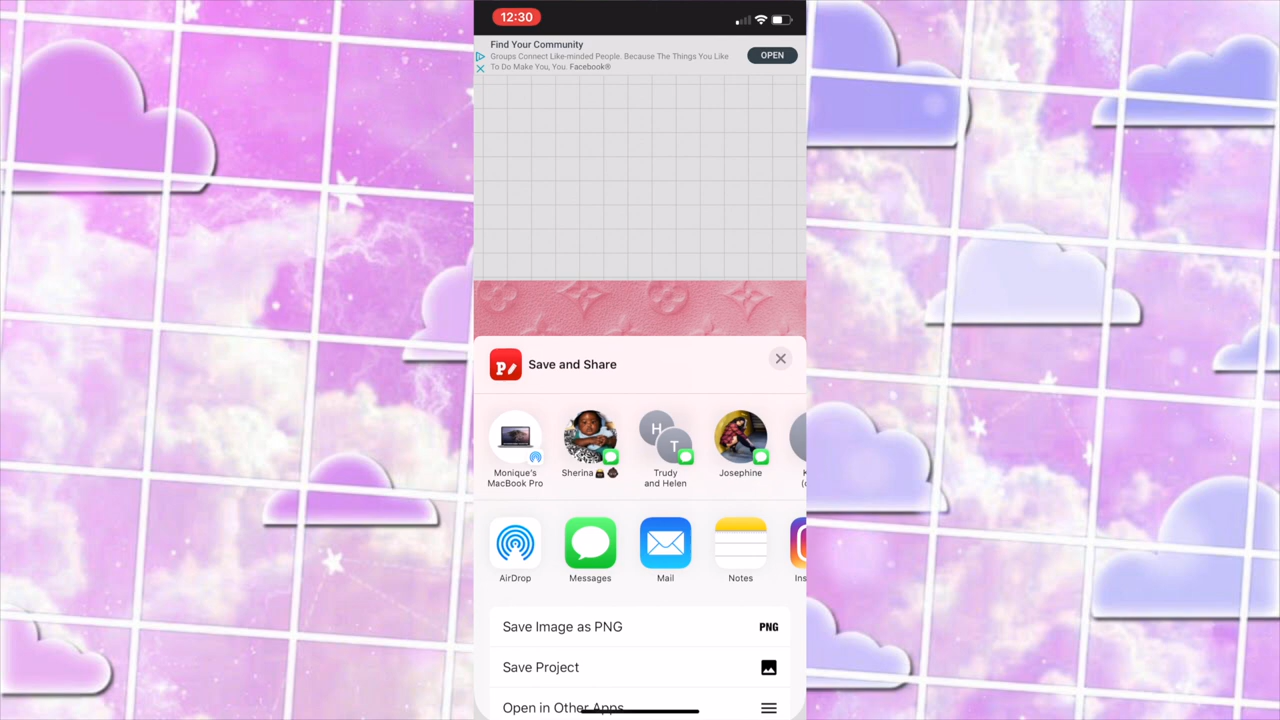 12:30
Find Your Community
Groups Connect Like-minded People. Because The Things You Like
To Do Make You, You. Facebook®
OPEN
Save and Share
Monique's
MacBook Pro
Sherina
H
T
Trudy
and Helen
Josephine
AirDrop
Messages
Mail
Notes
Save Image as PNG
PNG
Save Project
Open in Other Apps